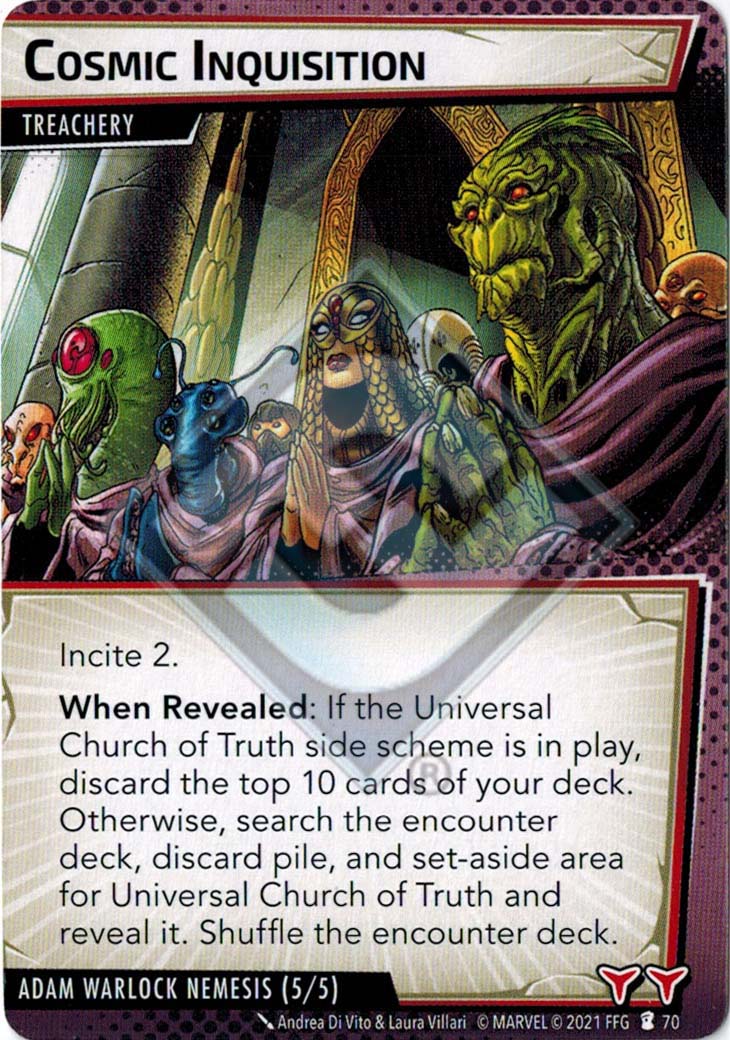 COSMIC INQUISITION
TREACHERY
Incite 2.
When Revealed: If the Universal
Church of Truth side scheme is in play,
discard the top 10 cards of your deck.
Otherwise, search the encounter
deck, discard pile, and set-aside area
for Universal Church of Truth and
reveal it. Shuffle the encounter deck.
ADAM WARLOCK NEMESIS (5/5)
Andrea Di Vito & Laura Villari © MARVEL © 2021 FFG 70
®